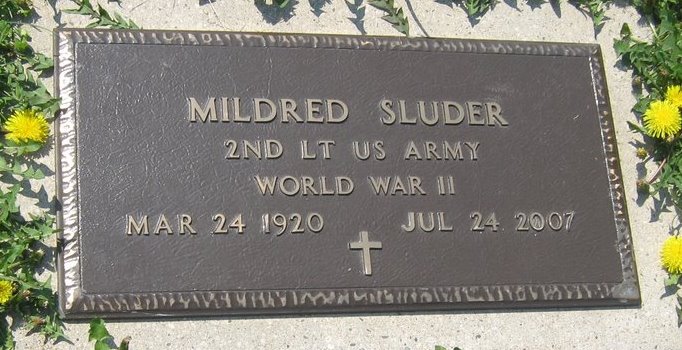 MILDRED SLUDER
2ND LT US ARMY
WORLD WAR II
MAR 24 1920 JUL 24 2007